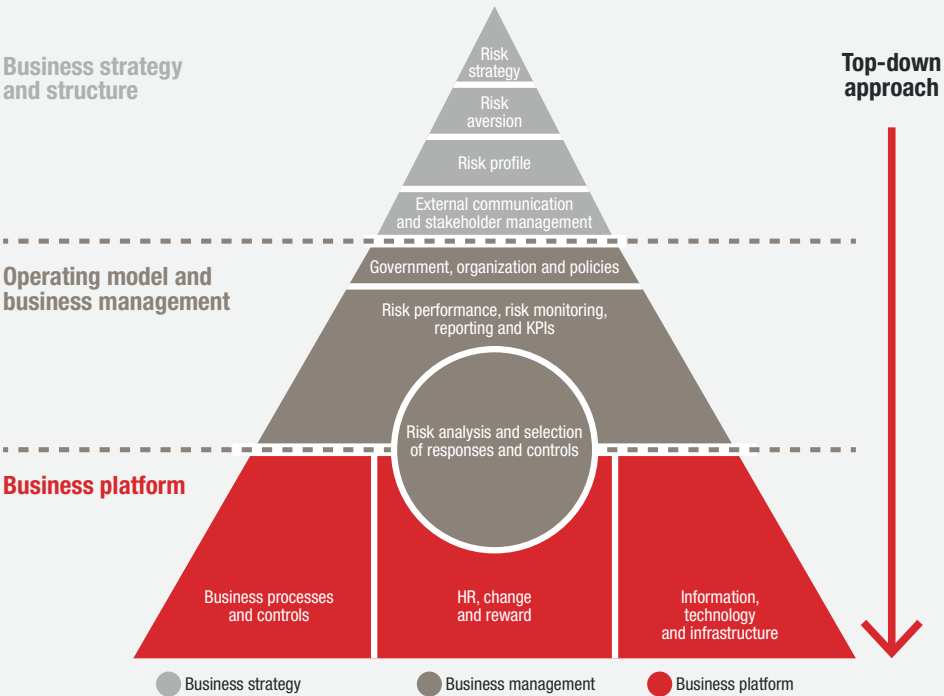 Business strategy
and structure
Top-down
approach
Risk
strategy
Risk
aversion
Risk profile
External communication
and stakeholder management
Operating model and
business management
Government, organization and policies
Risk performance, risk monitoring,
reporting and KPIs
Risk analysis and selection
of responses and controls
Business platform
Business processes
and controls
HR, change
and reward
Information,
technology
and infrastructure
Business strategy
Business management
Business platform